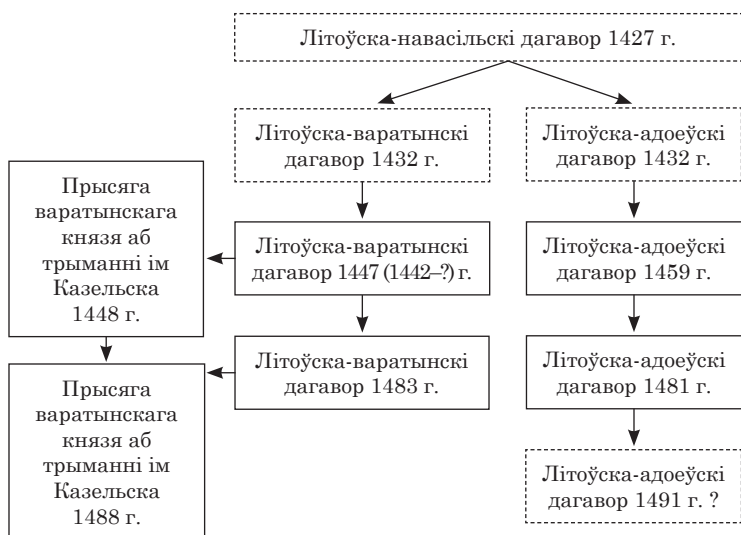 Літоўска-навасільскі дагавор 1427 г.
Літоўска-варатынскі
дагавор 1432 г.
Літоўска-адоеўскі
дагавор 1432 г.
Прысяга
варатынскага
князя аб
трыманні ім
Казельска
1448 г.
Літоўска-варатынскі
дагавор 1447 (1442–?) г.
Літоўска-адоеўскі
дагавор 1459 г.
Прысяга
варатынскага
князя аб
трыманні ім
Казельска
1488 г.
Літоўска-варатынскі
дагавор 1483 г.
Літоўска-адоеўскі
дагавор 1481 г.
Літоўска-адоеўскі
дагавор 1491 г. ?